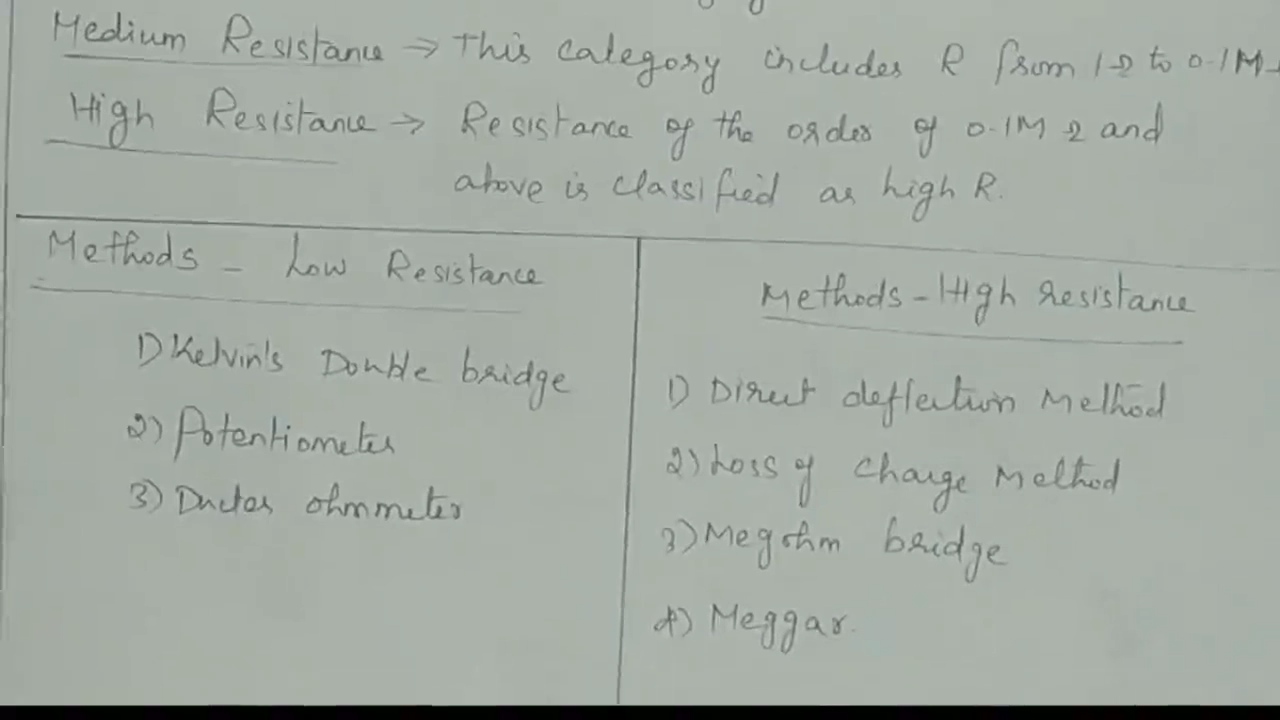 Medium Resistance → This category includes R from 1Ω to 0.1M
High Resistance → Resistance of the order of 0.1MΩ and
above is classified as high R.
Methods - Low Resistance
1) Kelvin's Double bridge
2) Potentiometer
3) Ductor ohmmeter
Methods - High resistance
1) Direct deflection Method
2) Loss of charge Method
3) Megohm bridge
4) Meggar.